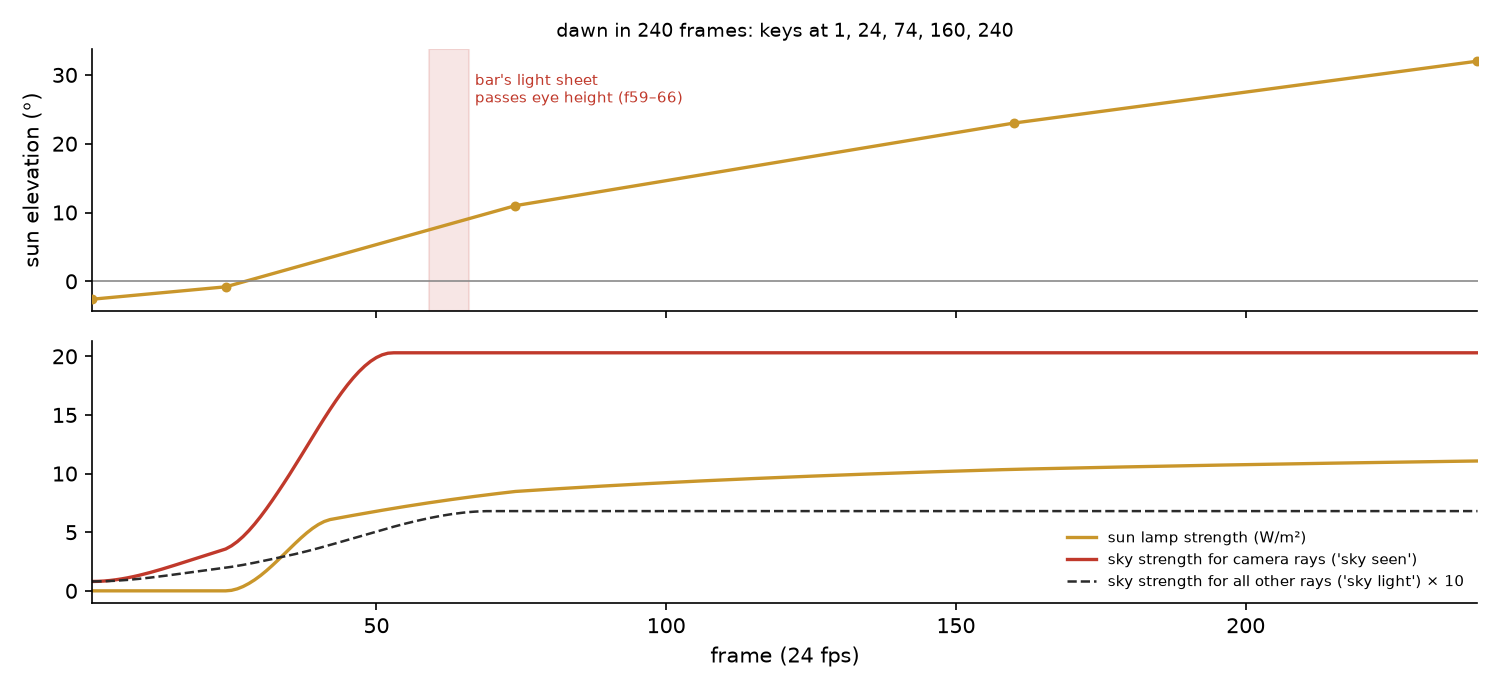 dawn in 240 frames: keys at 1, 24, 74, 160, 240
sun elevation (°)
30
20
10
0
bar's light sheet
passes eye height (f59–66)
20
15
10
5
0
sun lamp strength (W/m²)
sky strength for camera rays ('sky seen')
sky strength for all other rays ('sky light') × 10
50
100
150
200
frame (24 fps)